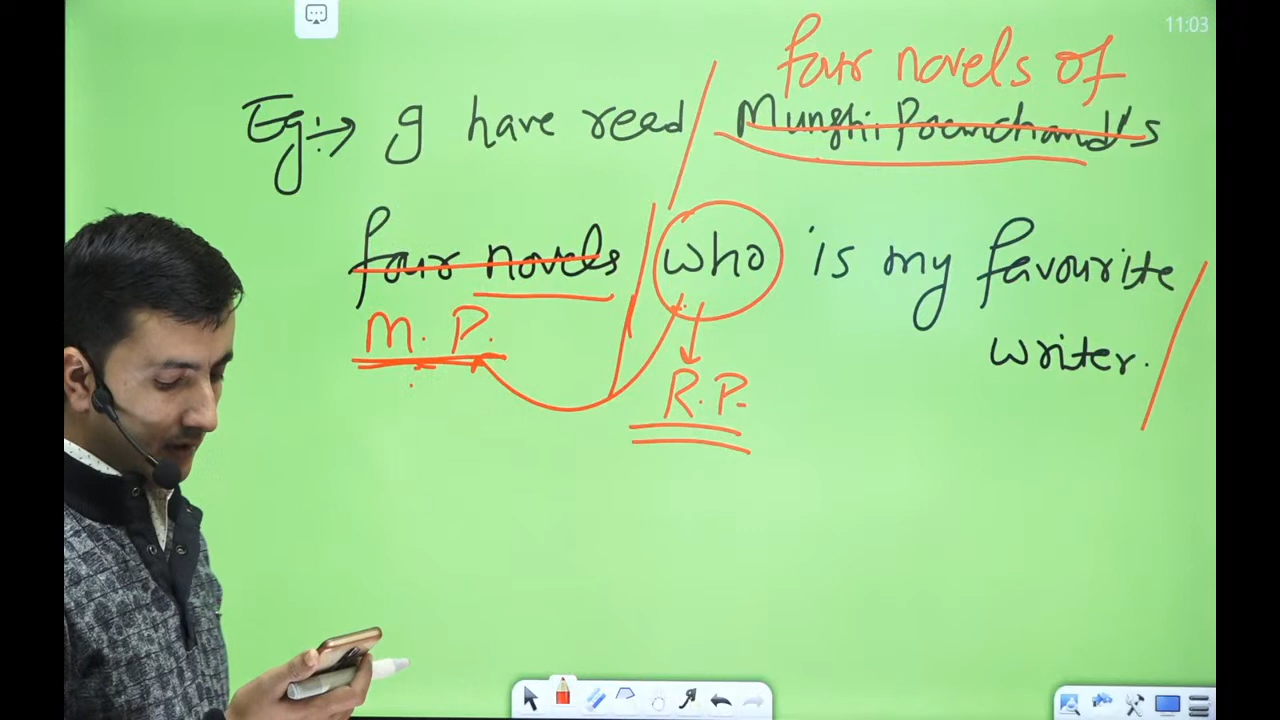 11:03
four novels of
Eg:→ I have read / Munshi Premchand's
four novels / who is my favourite /
M. P.
writer.
R.P.